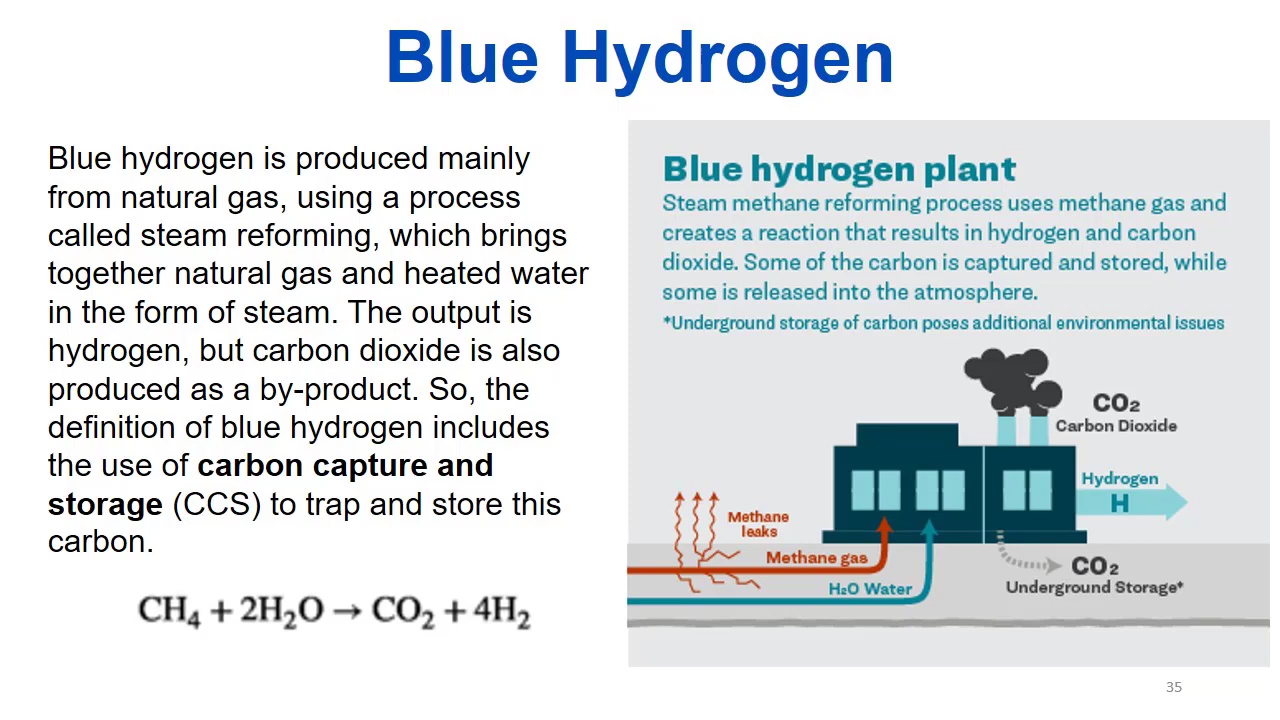 Blue Hydrogen
Blue hydrogen is produced mainly
from natural gas, using a process
called steam reforming, which brings
together natural gas and heated water
in the form of steam. The output is
hydrogen, but carbon dioxide is also
produced as a by-product. So, the
definition of blue hydrogen includes
the use of carbon capture and
storage (CCS) to trap and store this
carbon.
CH₄ + 2H₂O → CO₂ + 4H₂
Blue hydrogen plant
Steam methane reforming process uses methane gas and
creates a reaction that results in hydrogen and carbon
dioxide. Some of the carbon is captured and stored, while
some is released into the atmosphere.
*Underground storage of carbon poses additional environmental issues
CO₂
Carbon Dioxide
Hydrogen
H
Methane
leaks
Methane gas
H₂O Water
CO₂
Underground Storage*
35